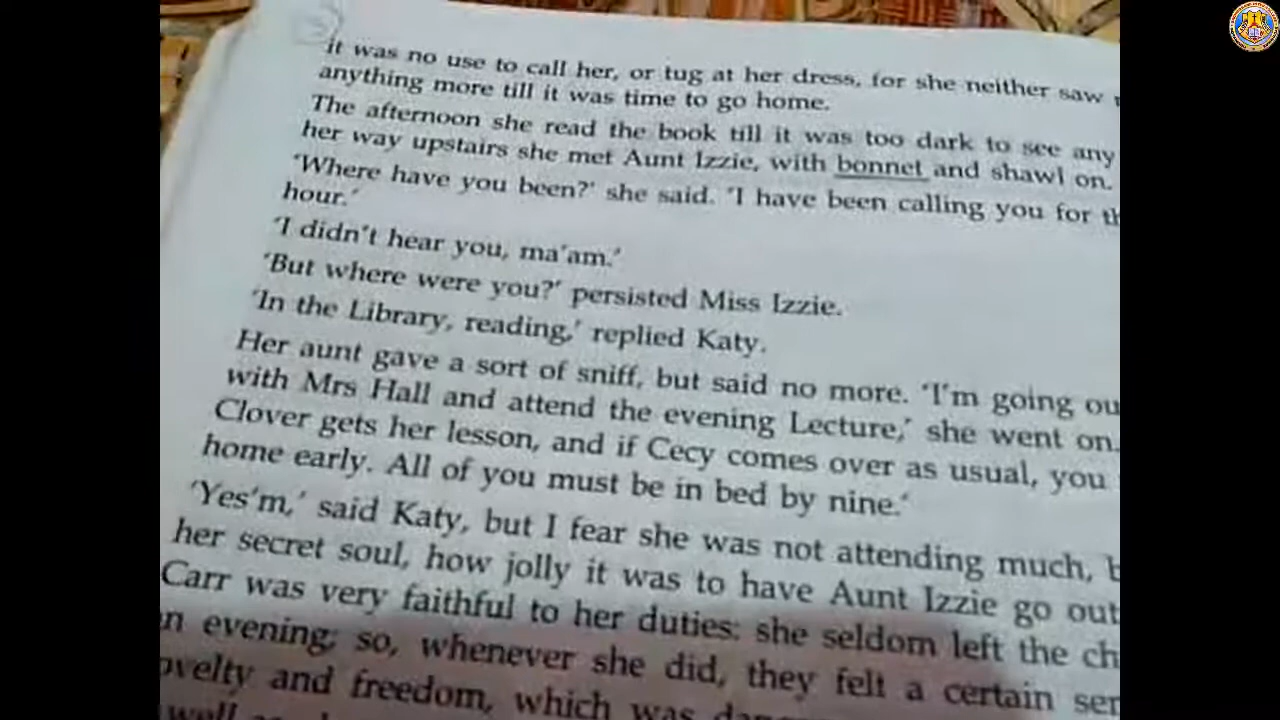 it was no use to call her, or tug at her dress, for she neither saw
anything more till it was time to go home.
The afternoon she read the book till it was too dark to see any
her way upstairs she met Aunt Izzie, with bonnet and shawl on.
'Where have you been?' she said. 'I have been calling you for th
hour.'
'I didn't hear you, ma'am.'
'But where were you?' persisted Miss Izzie.
'In the Library, reading,' replied Katy.
Her aunt gave a sort of sniff, but said no more. 'I'm going ou
with Mrs Hall and attend the evening Lecture,' she went on.
Clover gets her lesson, and if Cecy comes over as usual, you
home early. All of you must be in bed by nine.'
'Yes'm,' said Katy, but I fear she was not attending much, b
her secret soul, how jolly it was to have Aunt Izzie go out
Carr was very faithful to her duties: she seldom left the ch
n evening; so, whenever she did, they felt a certain ser
ovelty and freedom, which was
well